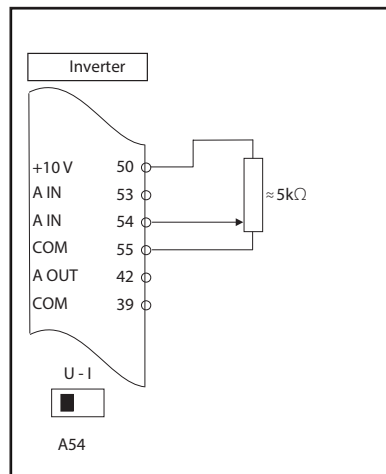 Inverter
+10 V 50
A IN 53
A IN 54
COM 55
A OUT 42
COM 39
≈ 5kΩ
U - I
A54